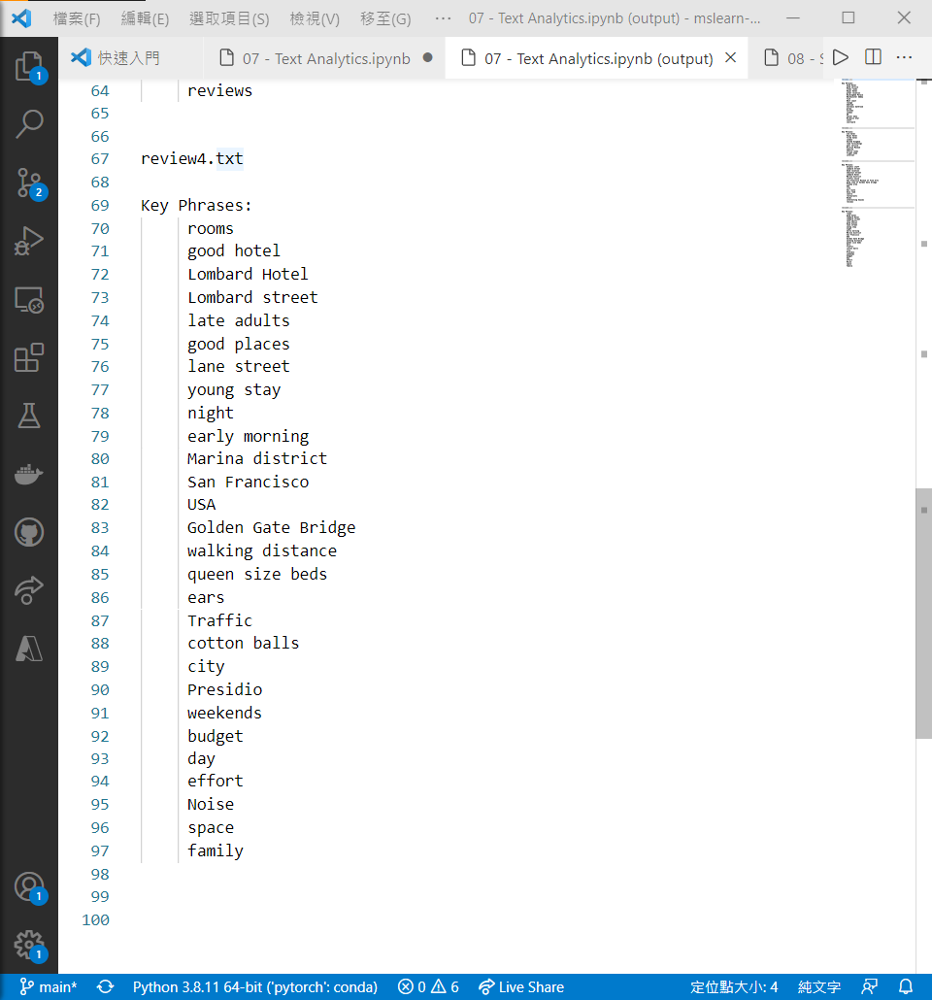 檔案(F) 編輯(E) 選取項目(S) 檢視(V) 移至(G) ··· 07 - Text Analytics.ipynb (output) - mslearn-...
快速入門 07 - Text Analytics.ipynb 07 - Text Analytics.ipynb (output) 08 - S ···
64 reviews
65
66
67 review4.txt
68
69 Key Phrases:
70 rooms
71 good hotel
72 Lombard Hotel
73 Lombard street
74 late adults
75 good places
76 lane street
77 young stay
78 night
79 early morning
80 Marina district
81 San Francisco
82 USA
83 Golden Gate Bridge
84 walking distance
85 queen size beds
86 ears
87 Traffic
88 cotton balls
89 city
90 Presidio
91 weekends
92 budget
93 day
94 effort
95 Noise
96 space
97 family
98
99
100
1
2
1
1
main* Python 3.8.11 64-bit ('pytorch': conda) 0 6 Live Share 定位點大小: 4 純文字